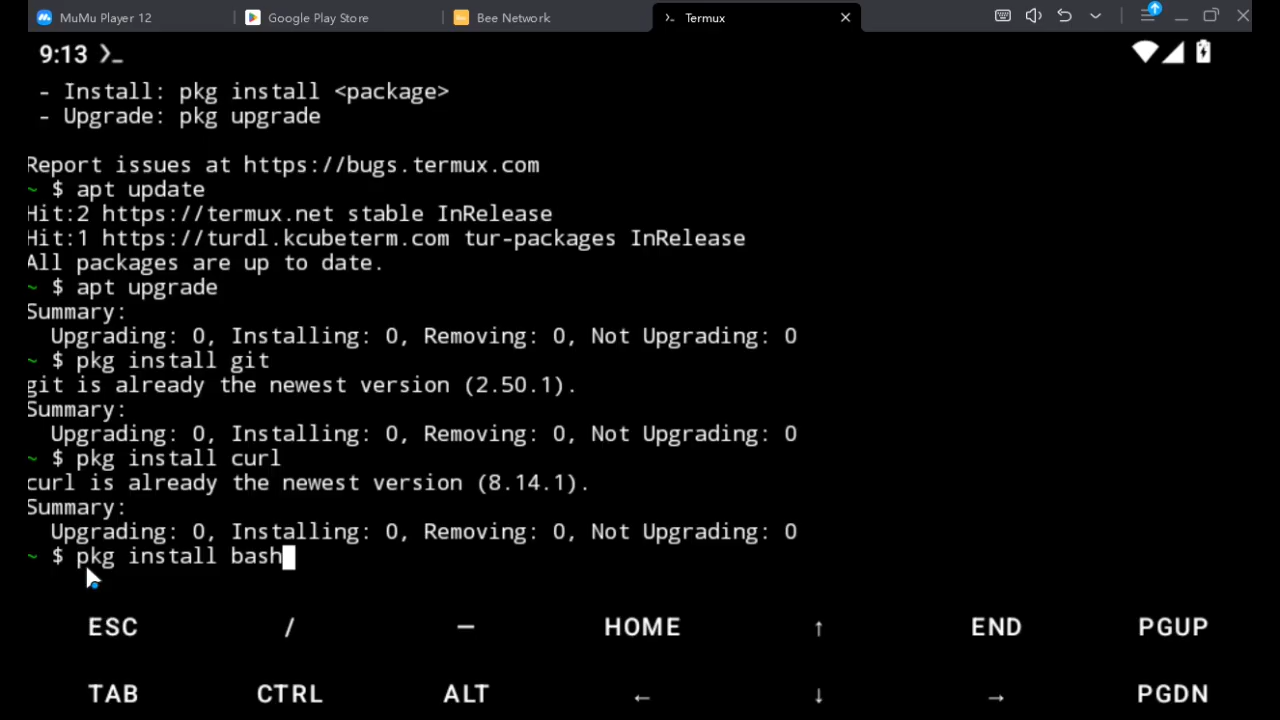 MuMu Player 12
Google Play Store
Bee Network
>_ Termux
9:13 >_
- Install: pkg install <package>
- Upgrade: pkg upgrade
Report issues at https://bugs.termux.com
~ $ apt update
Hit:2 https://termux.net stable InRelease
Hit:1 https://turdl.kcubeterm.com tur-packages InRelease
All packages are up to date.
~ $ apt upgrade
Summary:
Upgrading: 0, Installing: 0, Removing: 0, Not Upgrading: 0
~ $ pkg install git
git is already the newest version (2.50.1).
Summary:
Upgrading: 0, Installing: 0, Removing: 0, Not Upgrading: 0
~ $ pkg install curl
curl is already the newest version (8.14.1).
Summary:
Upgrading: 0, Installing: 0, Removing: 0, Not Upgrading: 0
~ $ pkg install bash
ESC / — HOME ↑ END PGUP
TAB CTRL ALT ← ↓ → PGDN